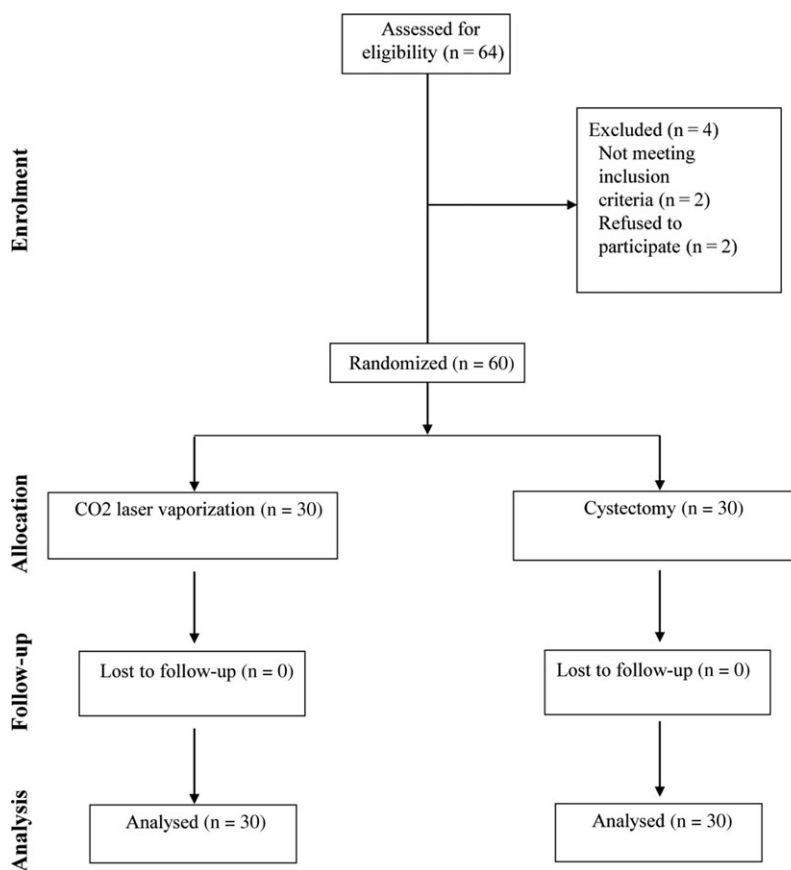 Assessed for
eligibility (n = 64)
Enrolment
Excluded (n = 4)
Not meeting
inclusion
criteria (n = 2)
Refused to
participate (n = 2)
Randomized (n = 60)
Allocation
CO2 laser vaporization (n = 30)
Cystectomy (n = 30)
Follow-up
Lost to follow-up (n = 0)
Lost to follow-up (n = 0)
Analysis
Analysed (n = 30)
Analysed (n = 30)